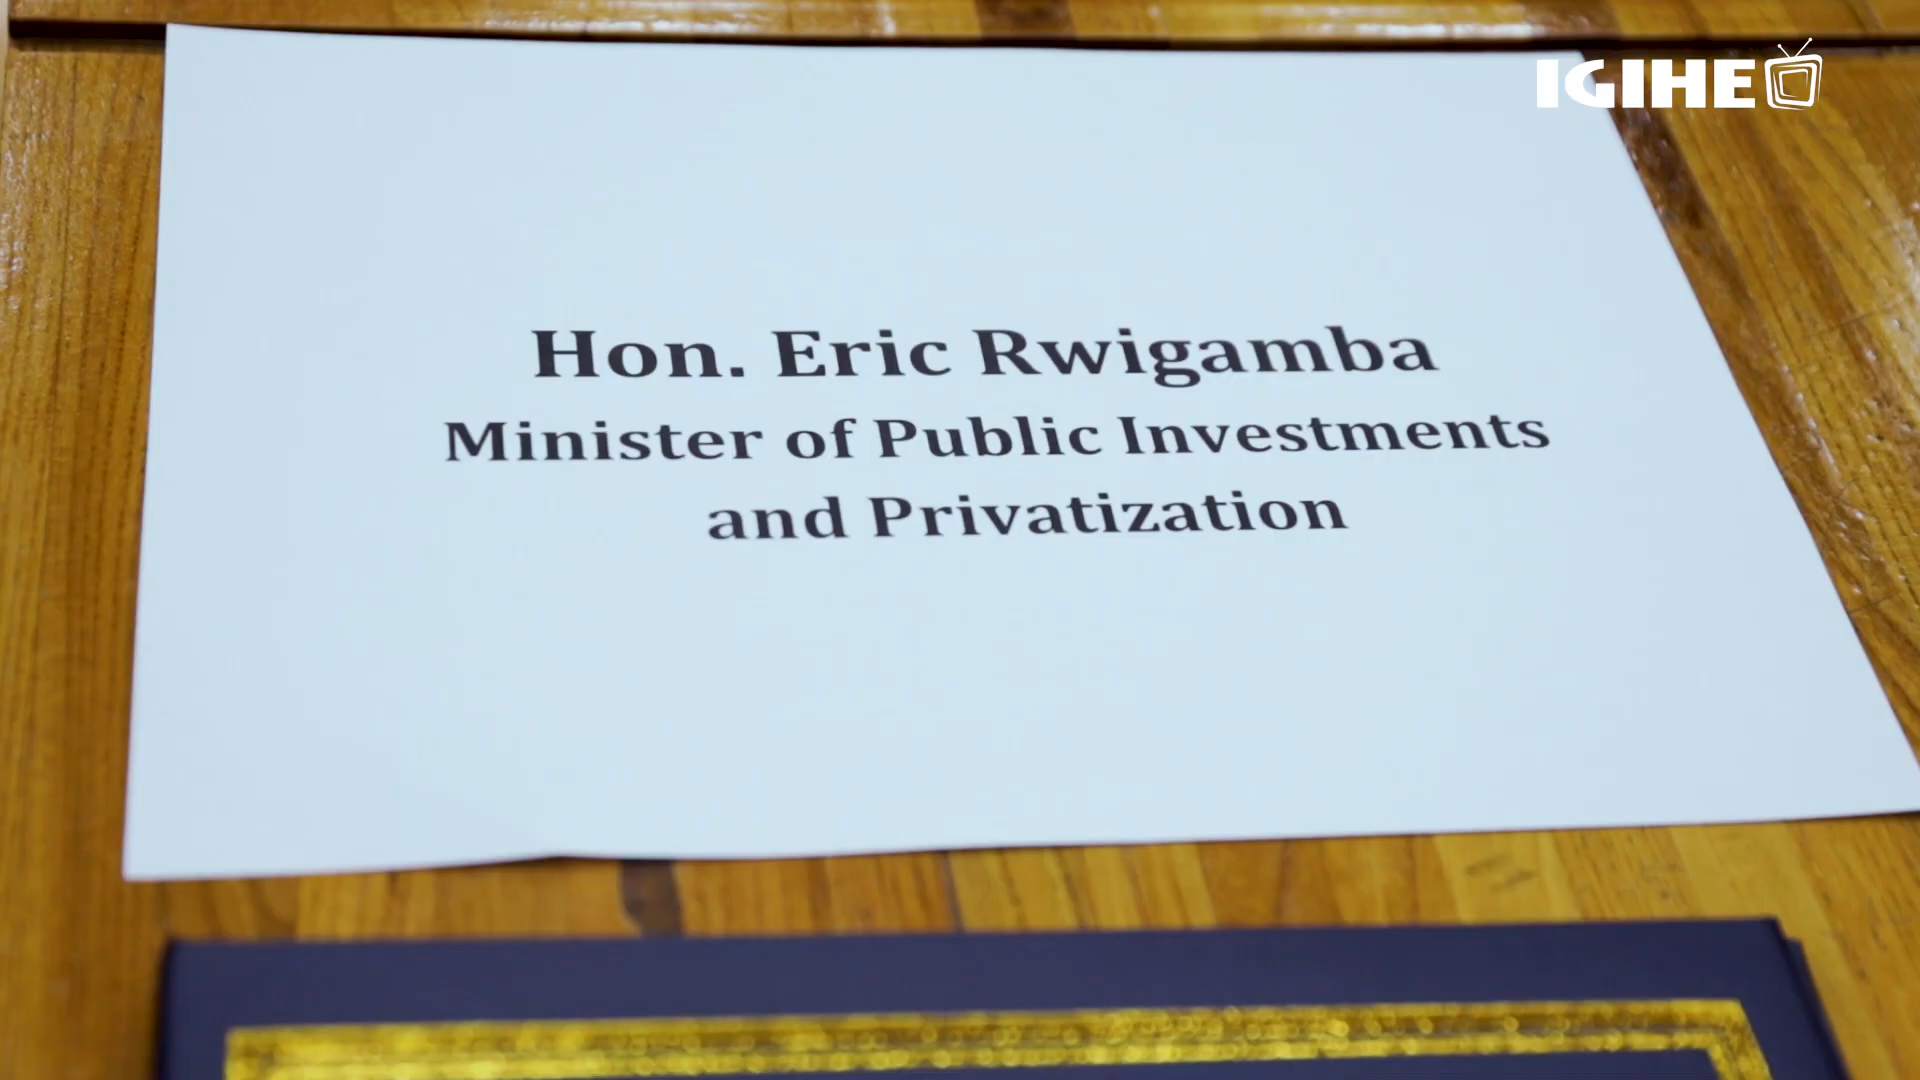 IGIHE
Hon. Eric Rwigamba
Minister of Public Investments
and Privatization